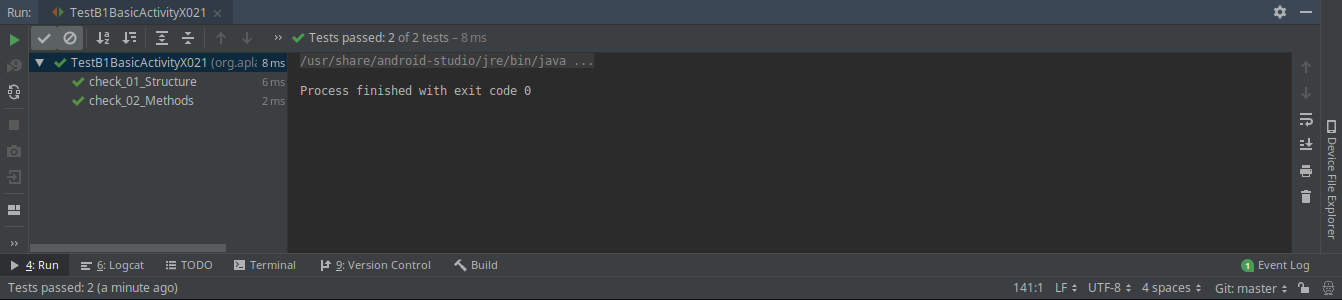 Run: TestB1BasicActivityX021
Tests passed: 2 of 2 tests – 8 ms
TestB1BasicActivityX021 (org.apla 8 ms
check_01_Structure 6 ms
check_02_Methods 2 ms
/usr/share/android-studio/jre/bin/java ...
Process finished with exit code 0
Device File Explorer
4: Run 6: Logcat TODO Terminal 9: Version Control Build 1 Event Log
Tests passed: 2 (a minute ago) 141:1 LF UTF-8 4 spaces Git: master